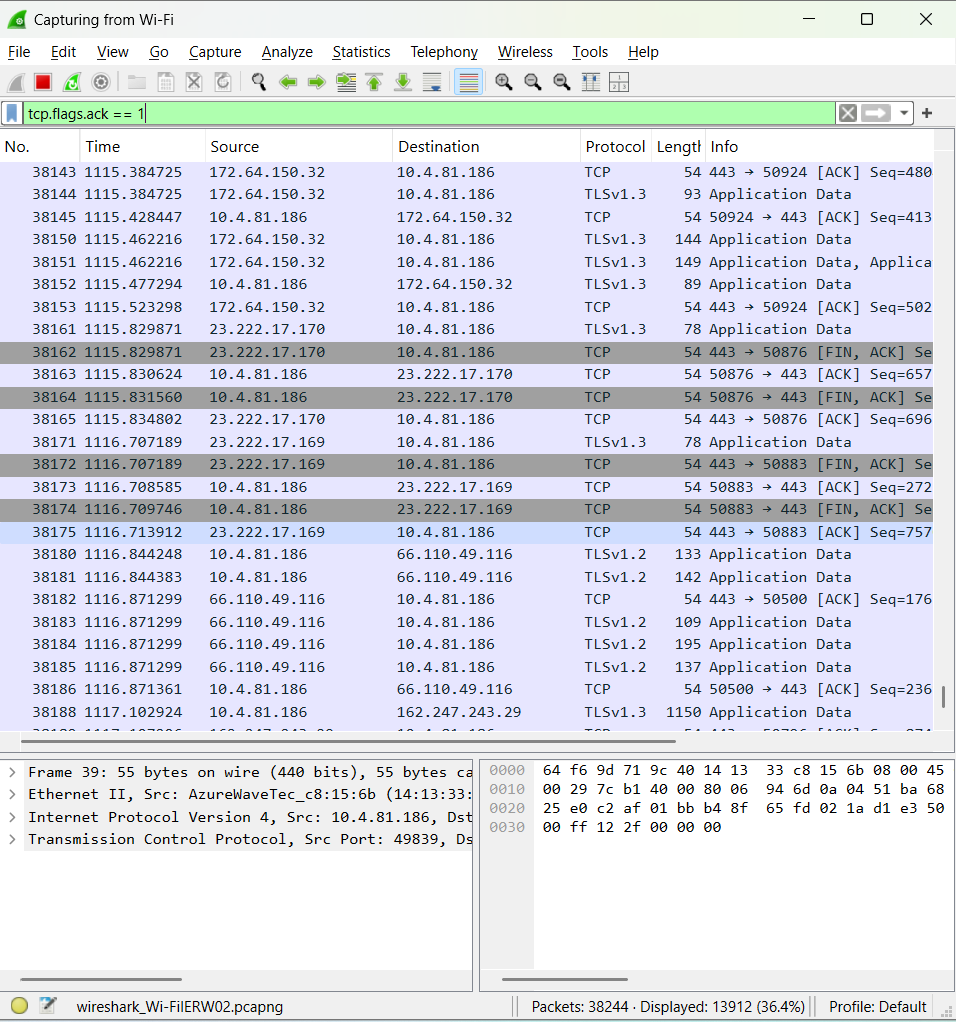 Capturing from Wi-Fi
File Edit View Go Capture Analyze Statistics Telephony Wireless Tools Help
tcp.flags.ack == 1
No. Time Source Destination Protocol Length Info
38143 1115.384725 172.64.150.32 10.4.81.186 TCP 54 443 → 50924 [ACK] Seq=480
38144 1115.384725 172.64.150.32 10.4.81.186 TLSv1.3 93 Application Data
38145 1115.428447 10.4.81.186 172.64.150.32 TCP 54 50924 → 443 [ACK] Seq=413
38150 1115.462216 172.64.150.32 10.4.81.186 TLSv1.3 144 Application Data
38151 1115.462216 172.64.150.32 10.4.81.186 TLSv1.3 149 Application Data, Applica
38152 1115.477294 10.4.81.186 172.64.150.32 TLSv1.3 89 Application Data
38153 1115.523298 172.64.150.32 10.4.81.186 TCP 54 443 → 50924 [ACK] Seq=502
38161 1115.829871 23.222.17.170 10.4.81.186 TLSv1.3 78 Application Data
38162 1115.829871 23.222.17.170 10.4.81.186 TCP 54 443 → 50876 [FIN, ACK] Se
38163 1115.830624 10.4.81.186 23.222.17.170 TCP 54 50876 → 443 [ACK] Seq=657
38164 1115.831560 10.4.81.186 23.222.17.170 TCP 54 50876 → 443 [FIN, ACK] Se
38165 1115.834802 23.222.17.170 10.4.81.186 TCP 54 443 → 50876 [ACK] Seq=696
38171 1116.707189 23.222.17.169 10.4.81.186 TLSv1.3 78 Application Data
38172 1116.707189 23.222.17.169 10.4.81.186 TCP 54 443 → 50883 [FIN, ACK] Se
38173 1116.708585 10.4.81.186 23.222.17.169 TCP 54 50883 → 443 [ACK] Seq=272
38174 1116.709746 10.4.81.186 23.222.17.169 TCP 54 50883 → 443 [FIN, ACK] Se
38175 1116.713912 23.222.17.169 10.4.81.186 TCP 54 443 → 50883 [ACK] Seq=757
38180 1116.844248 10.4.81.186 66.110.49.116 TLSv1.2 133 Application Data
38181 1116.844383 10.4.81.186 66.110.49.116 TLSv1.2 142 Application Data
38182 1116.871299 66.110.49.116 10.4.81.186 TCP 54 443 → 50500 [ACK] Seq=176
38183 1116.871299 66.110.49.116 10.4.81.186 TLSv1.2 109 Application Data
38184 1116.871299 66.110.49.116 10.4.81.186 TLSv1.2 195 Application Data
38185 1116.871299 66.110.49.116 10.4.81.186 TLSv1.2 137 Application Data
38186 1116.871361 10.4.81.186 66.110.49.116 TCP 54 50500 → 443 [ACK] Seq=236
38188 1117.102924 10.4.81.186 162.247.243.29 TLSv1.3 1150 Application Data
Frame 39: 55 bytes on wire (440 bits), 55 bytes ca
Ethernet II, Src: AzureWaveTec_c8:15:6b (14:13:33:
Internet Protocol Version 4, Src: 10.4.81.186, Dst
Transmission Control Protocol, Src Port: 49839, Ds
0000 64 f6 9d 71 9c 40 14 13 33 c8 15 6b 08 00 45
0010 00 29 7c b1 40 00 80 06 94 6d 0a 04 51 ba 68
0020 25 e0 c2 af 01 bb b4 8f 65 fd 02 1a d1 e3 50
0030 00 ff 12 2f 00 00 00
wireshark_Wi-FiIERW02.pcapng
Packets: 38244 · Displayed: 13912 (36.4%)
Profile: Default